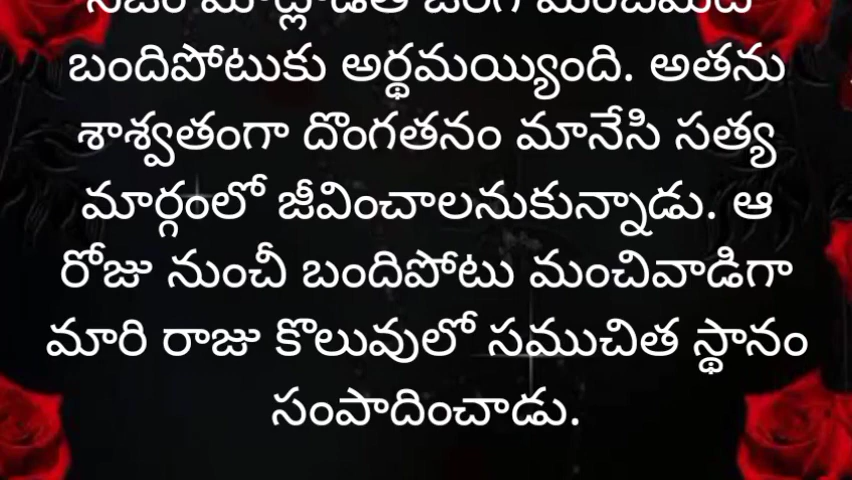 బందిపోటుకు అర్థమయ్యింది. అతను
శాశ్వతంగా దొంగతనం మానేసి సత్య
మార్గంలో జీవించాలనుకున్నాడు. ఆ
రోజు నుంచీ బందిపోటు మంచివాడిగా
మారి రాజు కొలువులో సముచిత స్థానం
సంపాదించాడు.